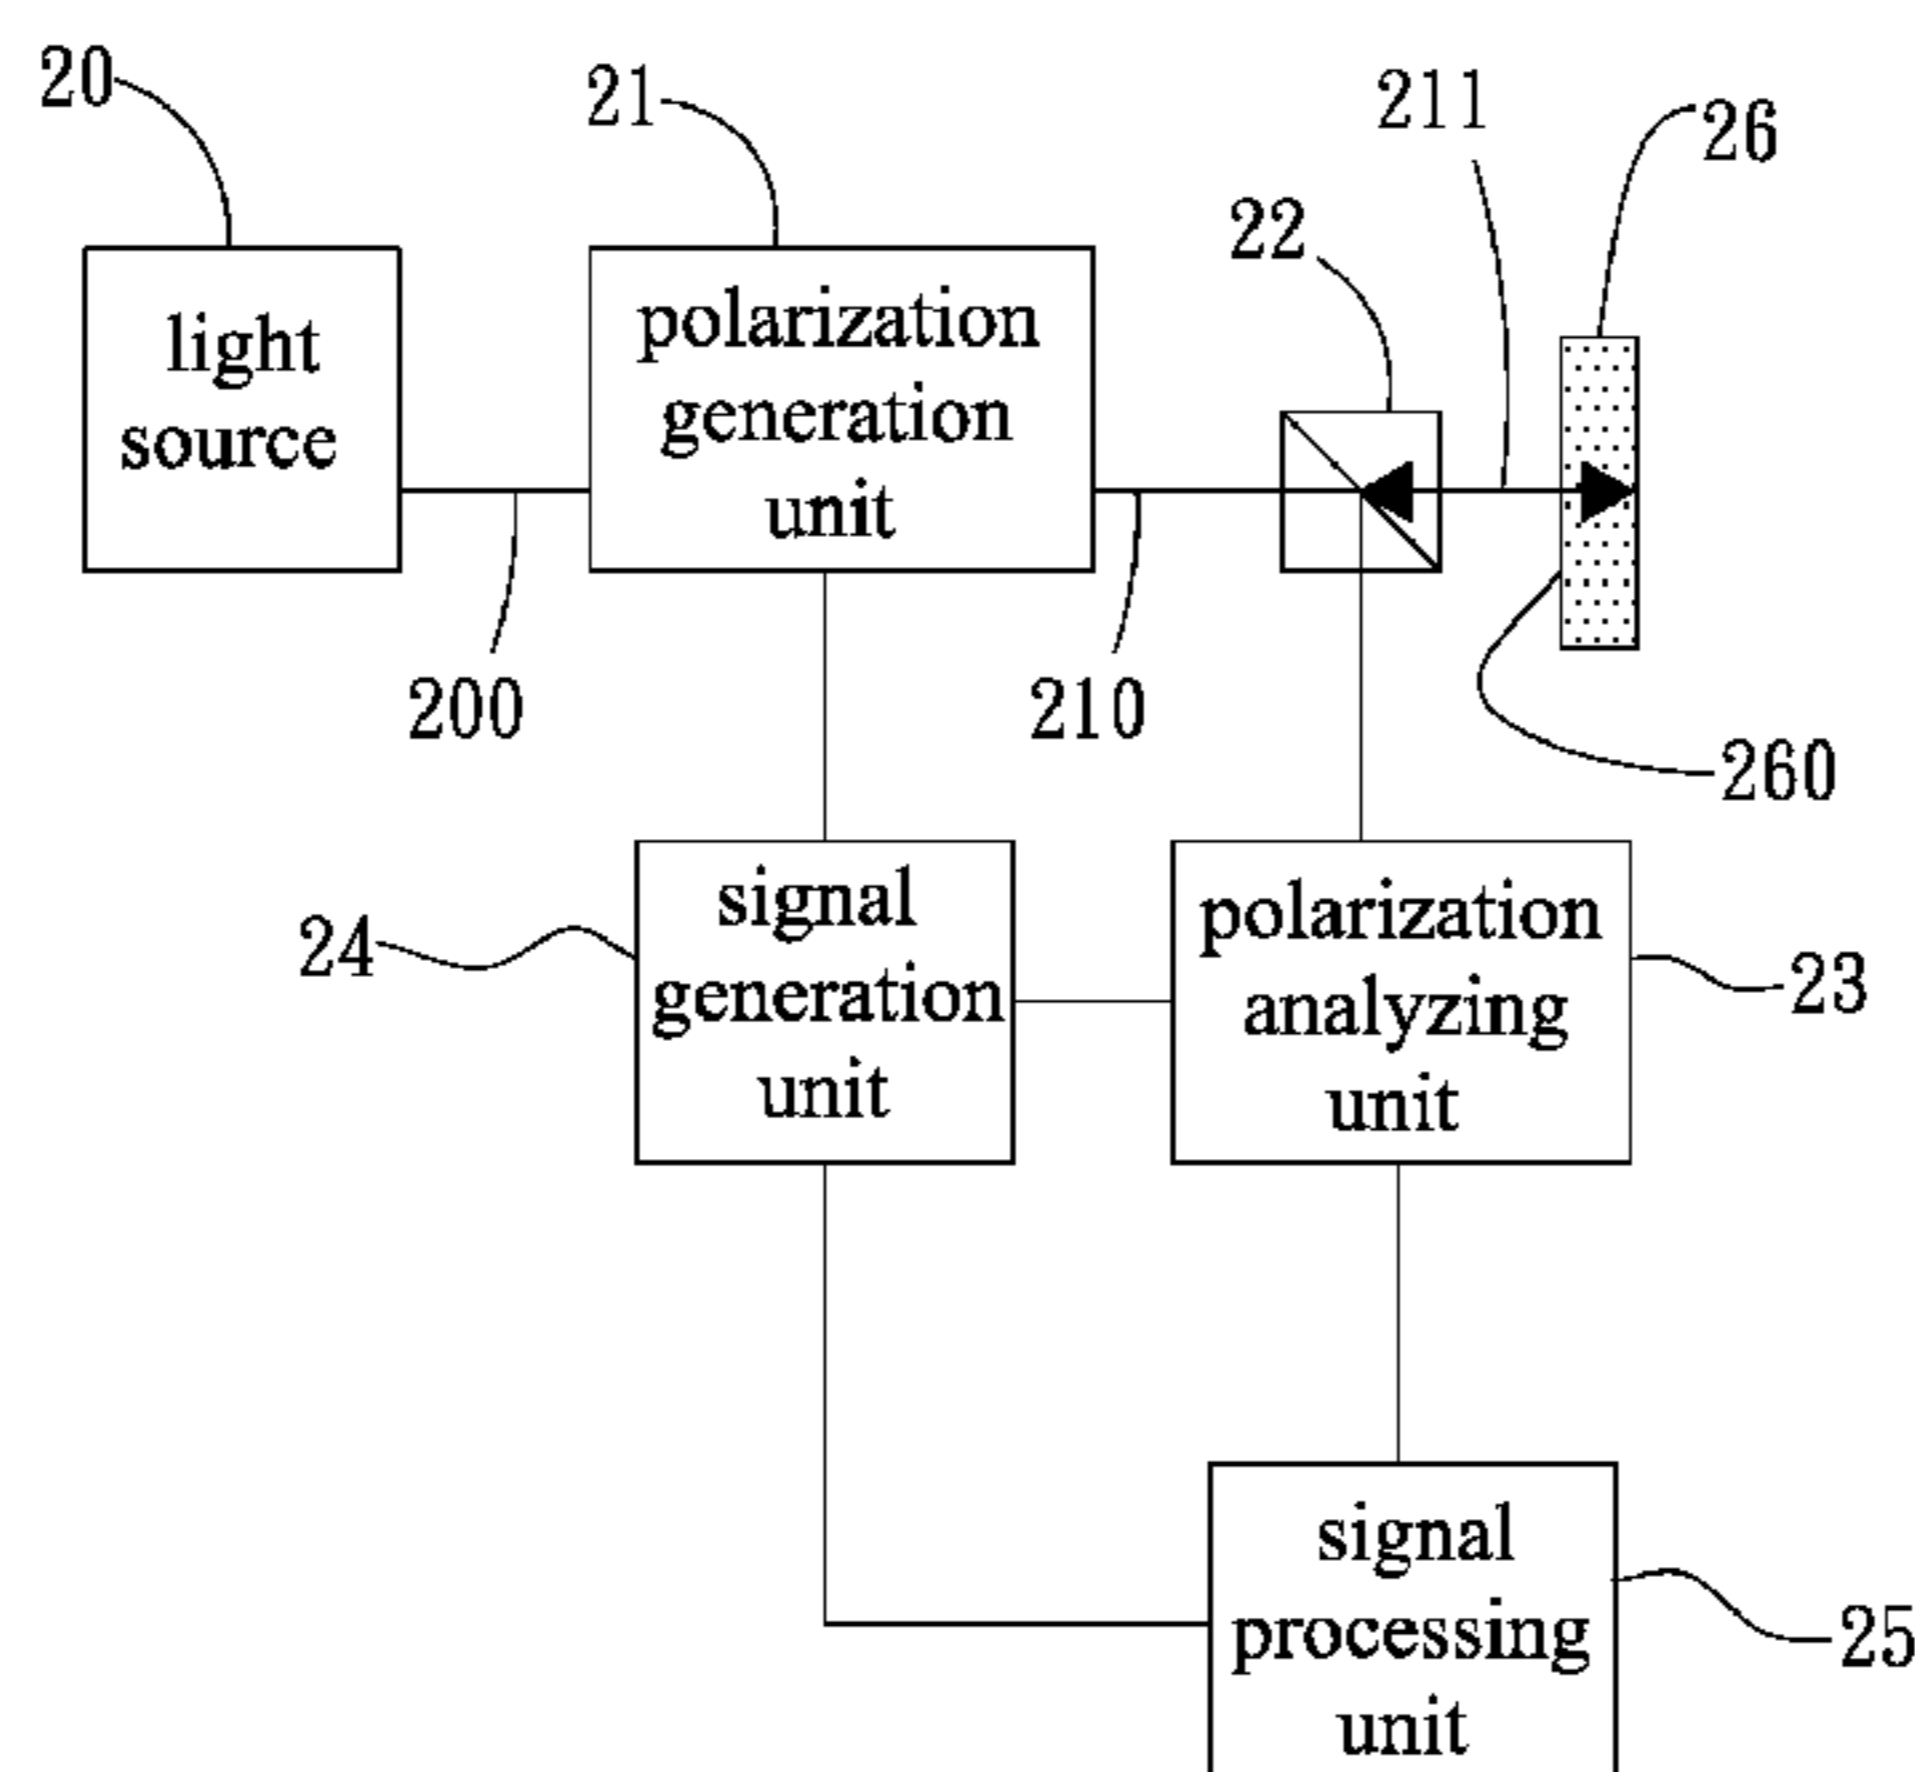 20
21
211
26
22
light
source
polarization
generation
unit
200
210
260
signal
generation
unit
24
polarization
analyzing
unit
23
signal
processing
unit
25